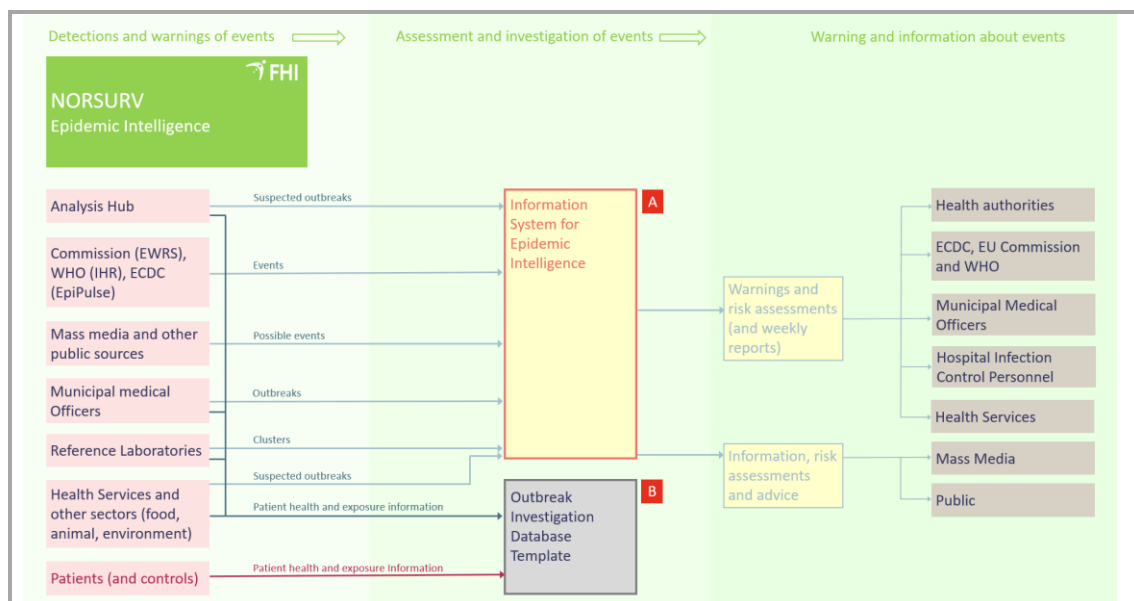 Detections and warnings of events
Assessment and investigation of events
Warning and information about events
FHI
NORSURV
Epidemic Intelligence
Analysis Hub
Commission (EWRS),
WHO (IHR), ECDC
(EpiPulse)
Mass media and other
public sources
Municipal medical
Officers
Reference Laboratories
Health Services and
other sectors (food,
animal, environment)
Patients (and controls)
Suspected outbreaks
Events
Possible events
Outbreaks
Clusters
Suspected outbreaks
Patient health and exposure information
Patient health and exposure Information
Information
System for
Epidemic
Intelligence
A
Outbreak
Investigation
Database
Template
B
Warnings and
risk assessments
(and weekly
reports)
Information, risk
assessments
and advice
Health authorities
ECDC, EU Commission
and WHO
Municipal Medical
Officers
Hospital Infection
Control Personnel
Health Services
Mass Media
Public